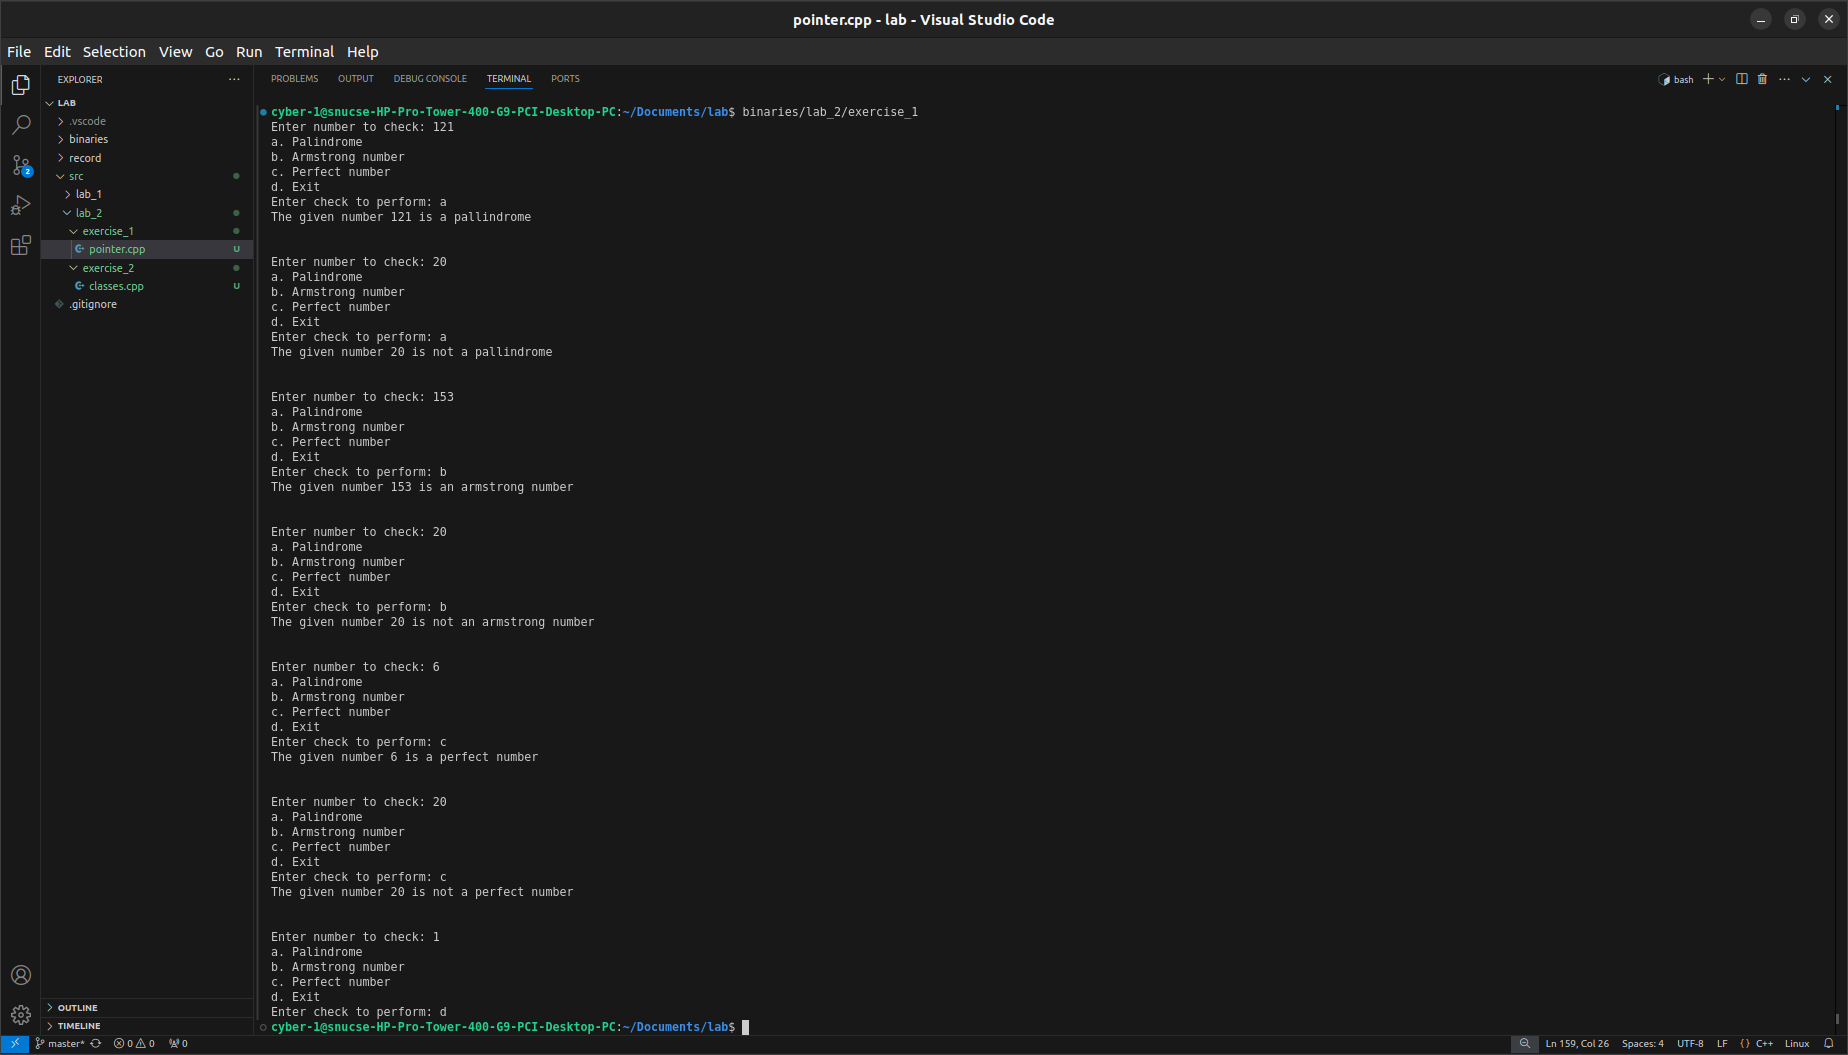 pointer.cpp - lab - Visual Studio Code
File Edit Selection View Go Run Terminal Help
EXPLORER
LAB
.vscode
binaries
record
src
lab_1
lab_2
exercise_1
pointer.cpp U
exercise_2
classes.cpp U
.gitignore
OUTLINE
TIMELINE
2
PROBLEMS OUTPUT DEBUG CONSOLE TERMINAL PORTS
bash
cyber-1@snucse-HP-Pro-Tower-400-G9-PCI-Desktop-PC:~/Documents/lab$ binaries/lab_2/exercise_1
Enter number to check: 121
a. Palindrome
b. Armstrong number
c. Perfect number
d. Exit
Enter check to perform: a
The given number 121 is a pallindrome
Enter number to check: 20
a. Palindrome
b. Armstrong number
c. Perfect number
d. Exit
Enter check to perform: a
The given number 20 is not a pallindrome
Enter number to check: 153
a. Palindrome
b. Armstrong number
c. Perfect number
d. Exit
Enter check to perform: b
The given number 153 is an armstrong number
Enter number to check: 20
a. Palindrome
b. Armstrong number
c. Perfect number
d. Exit
Enter check to perform: b
The given number 20 is not an armstrong number
Enter number to check: 6
a. Palindrome
b. Armstrong number
c. Perfect number
d. Exit
Enter check to perform: c
The given number 6 is a perfect number
Enter number to check: 20
a. Palindrome
b. Armstrong number
c. Perfect number
d. Exit
Enter check to perform: c
The given number 20 is not a perfect number
Enter number to check: 1
a. Palindrome
b. Armstrong number
c. Perfect number
d. Exit
Enter check to perform: d
cyber-1@snucse-HP-Pro-Tower-400-G9-PCI-Desktop-PC:~/Documents/lab$
master* 0 0 0 Ln 159, Col 26 Spaces: 4 UTF-8 LF {} C++ Linux